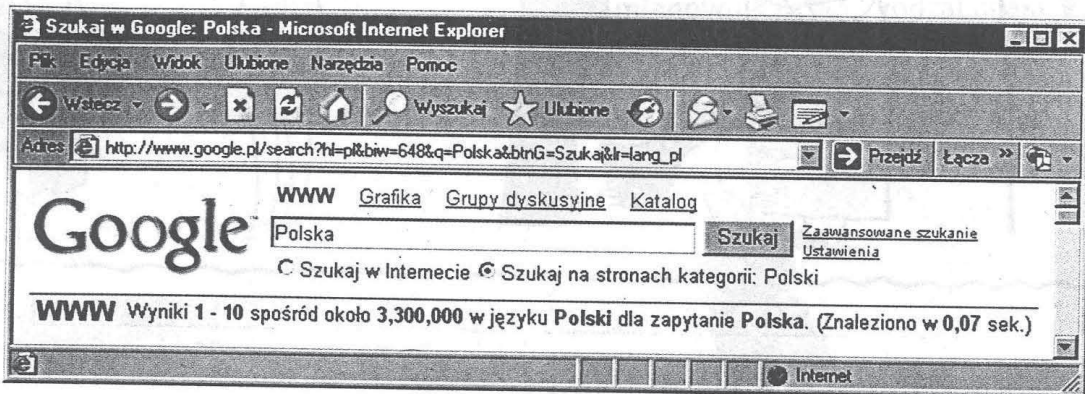 Szukaj w Google: Polska - Microsoft Internet Explorer
Plik Edycja Widok Ulubione Narzędzia Pomoc
Wstecz Wyszukaj Ulubione
Adres http://www.google.pl/search?hl=pl&biw=648&q=Polska&btnG=Szukaj&lr=lang_pl Przejdź Łącza »
WWW Grafika Grupy dyskusyjne Katalog
Google™ Polska Szukaj Zaawansowane szukanie
Ustawienia
Szukaj w Internecie Szukaj na stronach kategorii: Polski
WWW Wyniki 1 - 10 spośród około 3,300,000 w języku Polski dla zapytanie Polska. (Znaleziono w 0,07 sek.)
Internet